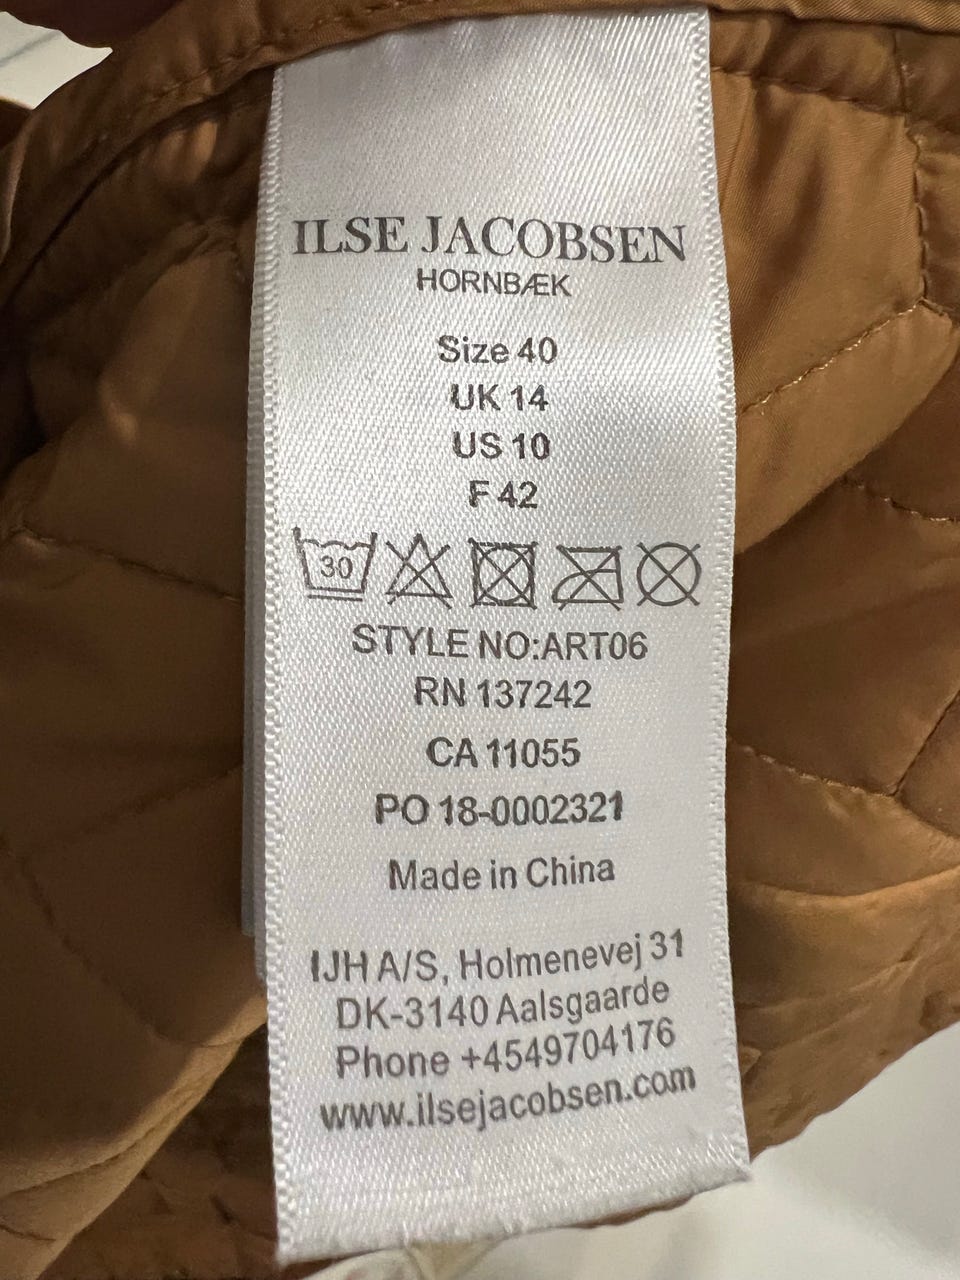 ILSE JACOBSEN
HORNBÆK
Size 40
UK 14
US 10
F 42
30
STYLE NO:ART06
RN 137242
CA 11055
PO 18-0002321
Made in China
IJH A/S, Holmenevej 31
DK-3140 Aalsgaarde
Phone +4549704176
www.ilsejacobsen.com